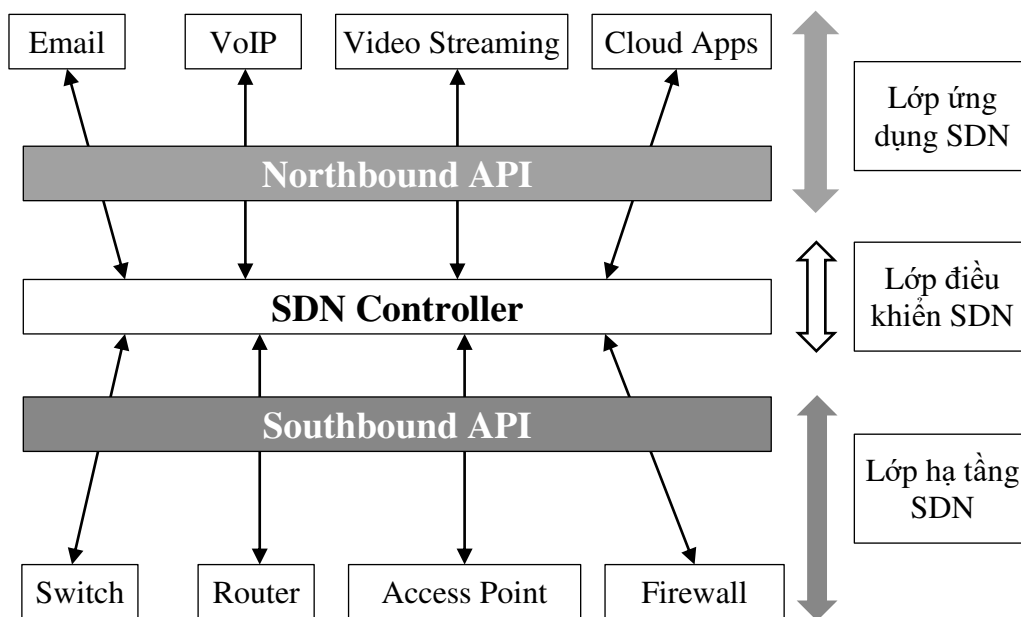 Email
VoIP
Video Streaming
Cloud Apps
Lớp ứng
dụng SDN
Northbound API
SDN Controller
Lớp điều
khiển SDN
Southbound API
Lớp hạ tầng
SDN
Switch
Router
Access Point
Firewall